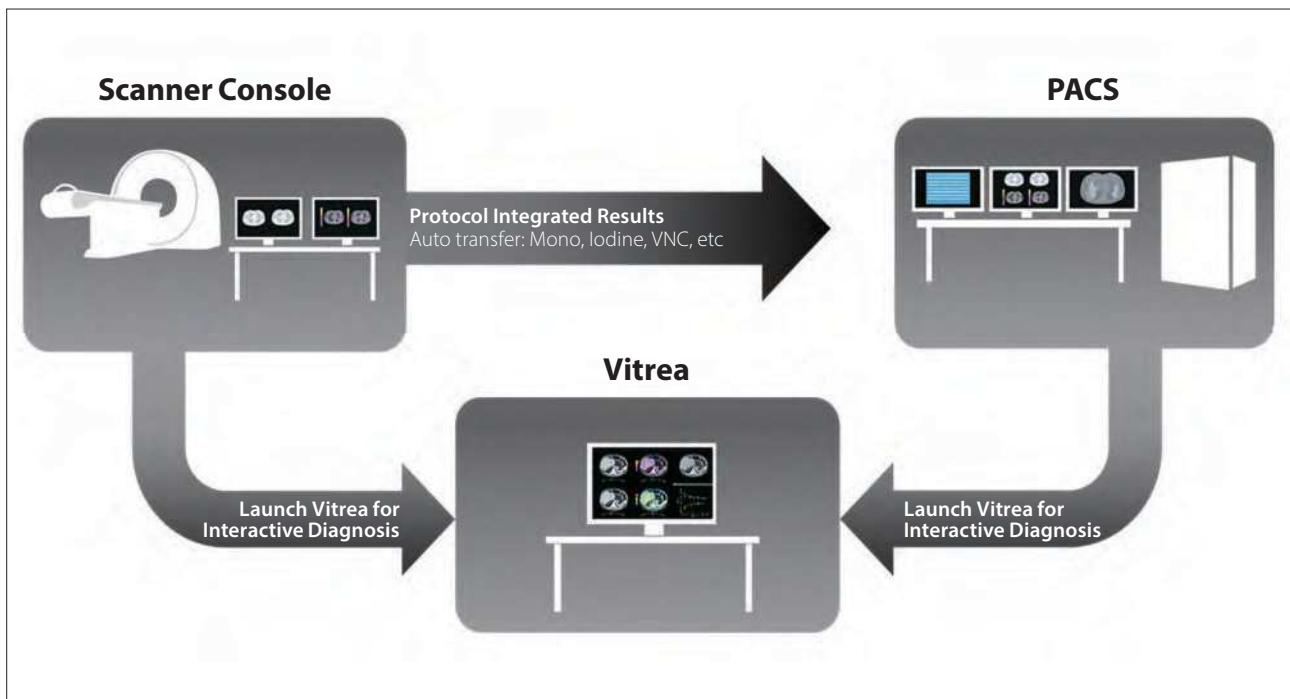 Scanner Console
PACS
Protocol Integrated Results
Auto transfer: Mono, Iodine, VNC, etc
Vitrea
Launch Vitrea for
Interactive Diagnosis
Launch Vitrea for
Interactive Diagnosis